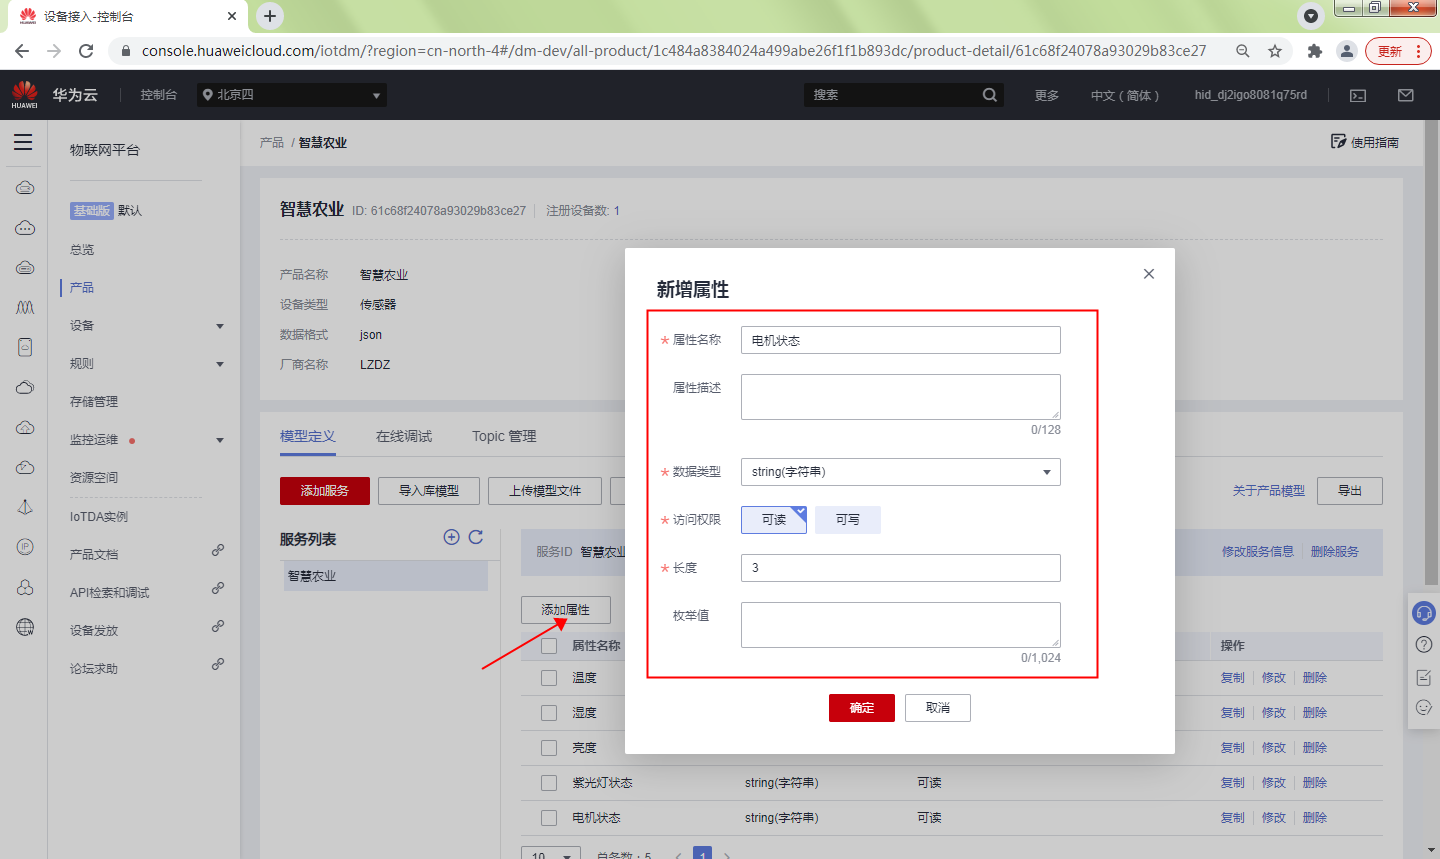 设备接入-控制台
更新
console.huaweicloud.com/iotdm/?region=cn-north-4#/dm-dev/all-product/1c484a8384024a499abe26f1f1b893dc/product-detail/61c68f24078a93029b83ce27
HUAWEI
华为云
控制台
北京四
搜索
更多
中文（简体）
hid_dj2igo8081q75rd
物联网平台
基础版 默认
总览
产品
设备
规则
存储管理
监控运维
资源空间
IoTDA实例
产品文档
API检索和调试
设备发放
论坛求助
产品 / 智慧农业
使用指南
智慧农业 ID: 61c68f24078a93029b83ce27 注册设备数: 1
产品名称 智慧农业
设备类型 传感器
数据格式 json
厂商名称 LZDZ
模型定义 在线调试 Topic 管理
添加服务 导入库模型 上传模型文件
关于产品模型 导出
服务列表
智慧农业
服务ID 智慧农业
修改服务信息 删除服务
添加属性
属性名称 操作
温度 复制 修改 删除
湿度 复制 修改 删除
亮度 复制 修改 删除
紫光灯状态 string(字符串) 可读 复制 修改 删除
电机状态 string(字符串) 可读 复制 修改 删除
10 总条数：5 1
新增属性
* 属性名称 电机状态
属性描述
0/128
* 数据类型 string(字符串)
* 访问权限 可读 可写
* 长度 3
枚举值
0/1,024
确定 取消